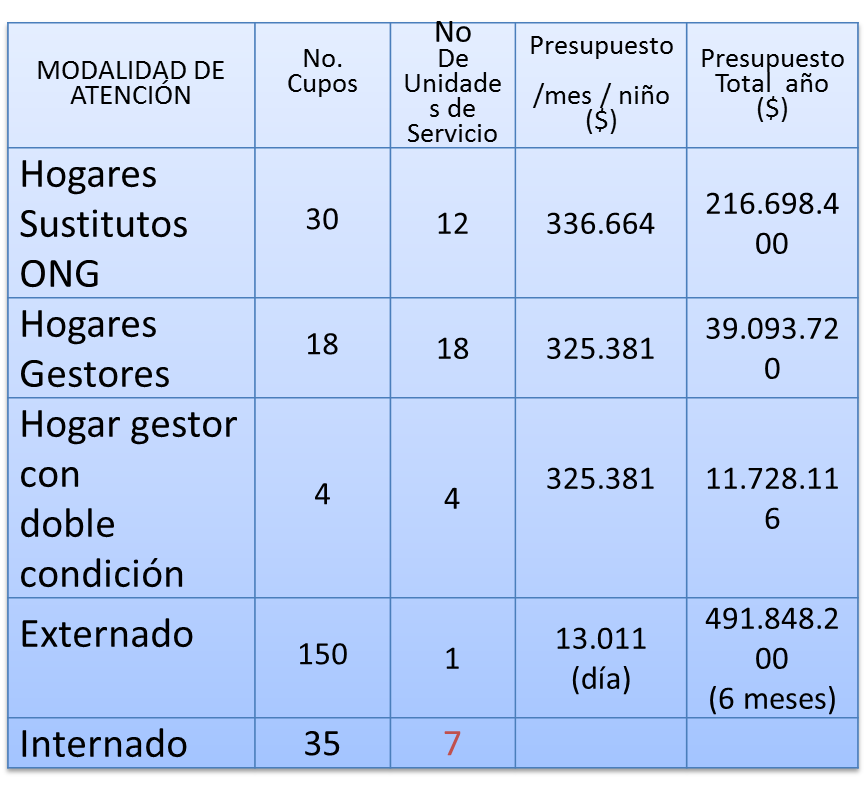 MODALIDAD DE
ATENCIÓN
No.
Cupos
No
De
Unidade
s de
Servicio
Presupuesto
/mes / niño
($)
Presupuesto
Total año
($)
Hogares
Sustitutos
ONG
30
12
336.664
216.698.4
00
Hogares
Gestores
18
18
325.381
39.093.72
0
Hogar gestor
con
doble
condición
4
4
325.381
11.728.11
6
Externado
150
1
13.011
(día)
491.848.2
00
(6 meses)
Internado
35
7